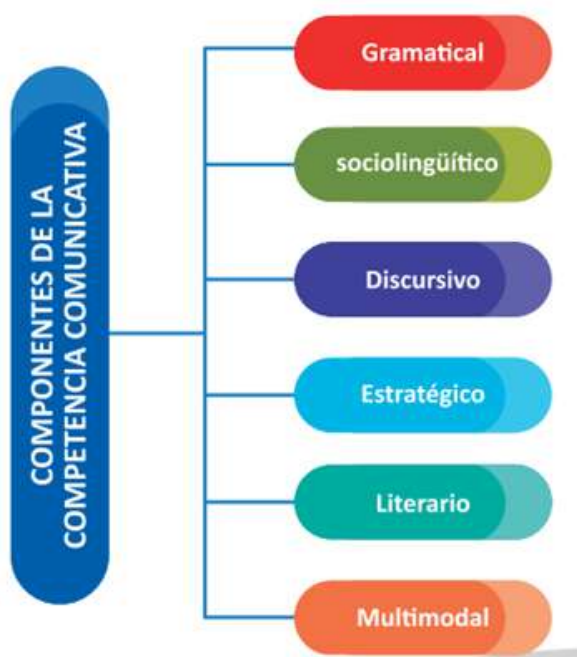 COMPONENTES DE LA
COMPETENCIA COMUNICATIVA
Gramatical
sociolingüítico
Discursivo
Estratégico
Literario
Multimodal